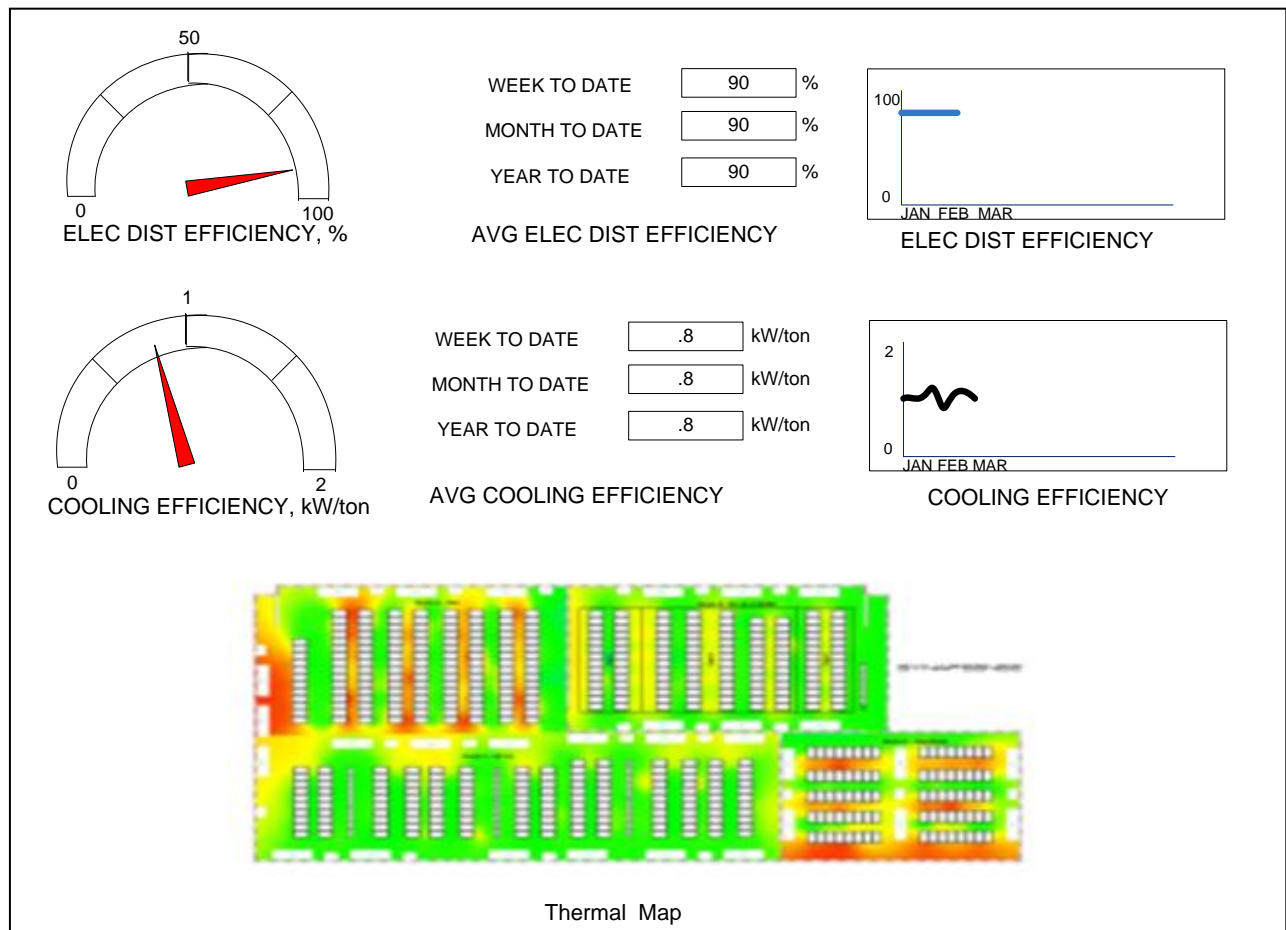 50
0
100
ELEC DIST EFFICIENCY, %
WEEK TO DATE 90 %
MONTH TO DATE 90 %
YEAR TO DATE 90 %
AVG ELEC DIST EFFICIENCY
100
0
JAN FEB MAR
ELEC DIST EFFICIENCY
1
0
2
COOLING EFFICIENCY, kW/ton
WEEK TO DATE .8 kW/ton
MONTH TO DATE .8 kW/ton
YEAR TO DATE .8 kW/ton
AVG COOLING EFFICIENCY
2
0
JAN FEB MAR
COOLING EFFICIENCY
Thermal Map